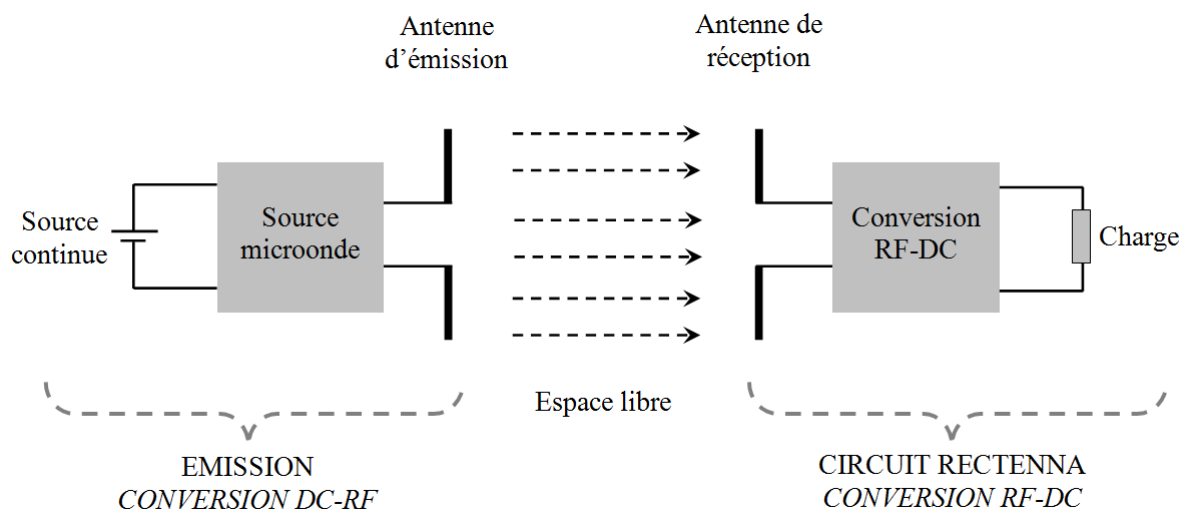 Antenne
d’émission
Antenne de
réception
Source
continue
Source
microonde
Conversion
RF-DC
Charge
Espace libre
EMISSION
CONVERSION DC-RF
CIRCUIT RECTENNA
CONVERSION RF-DC